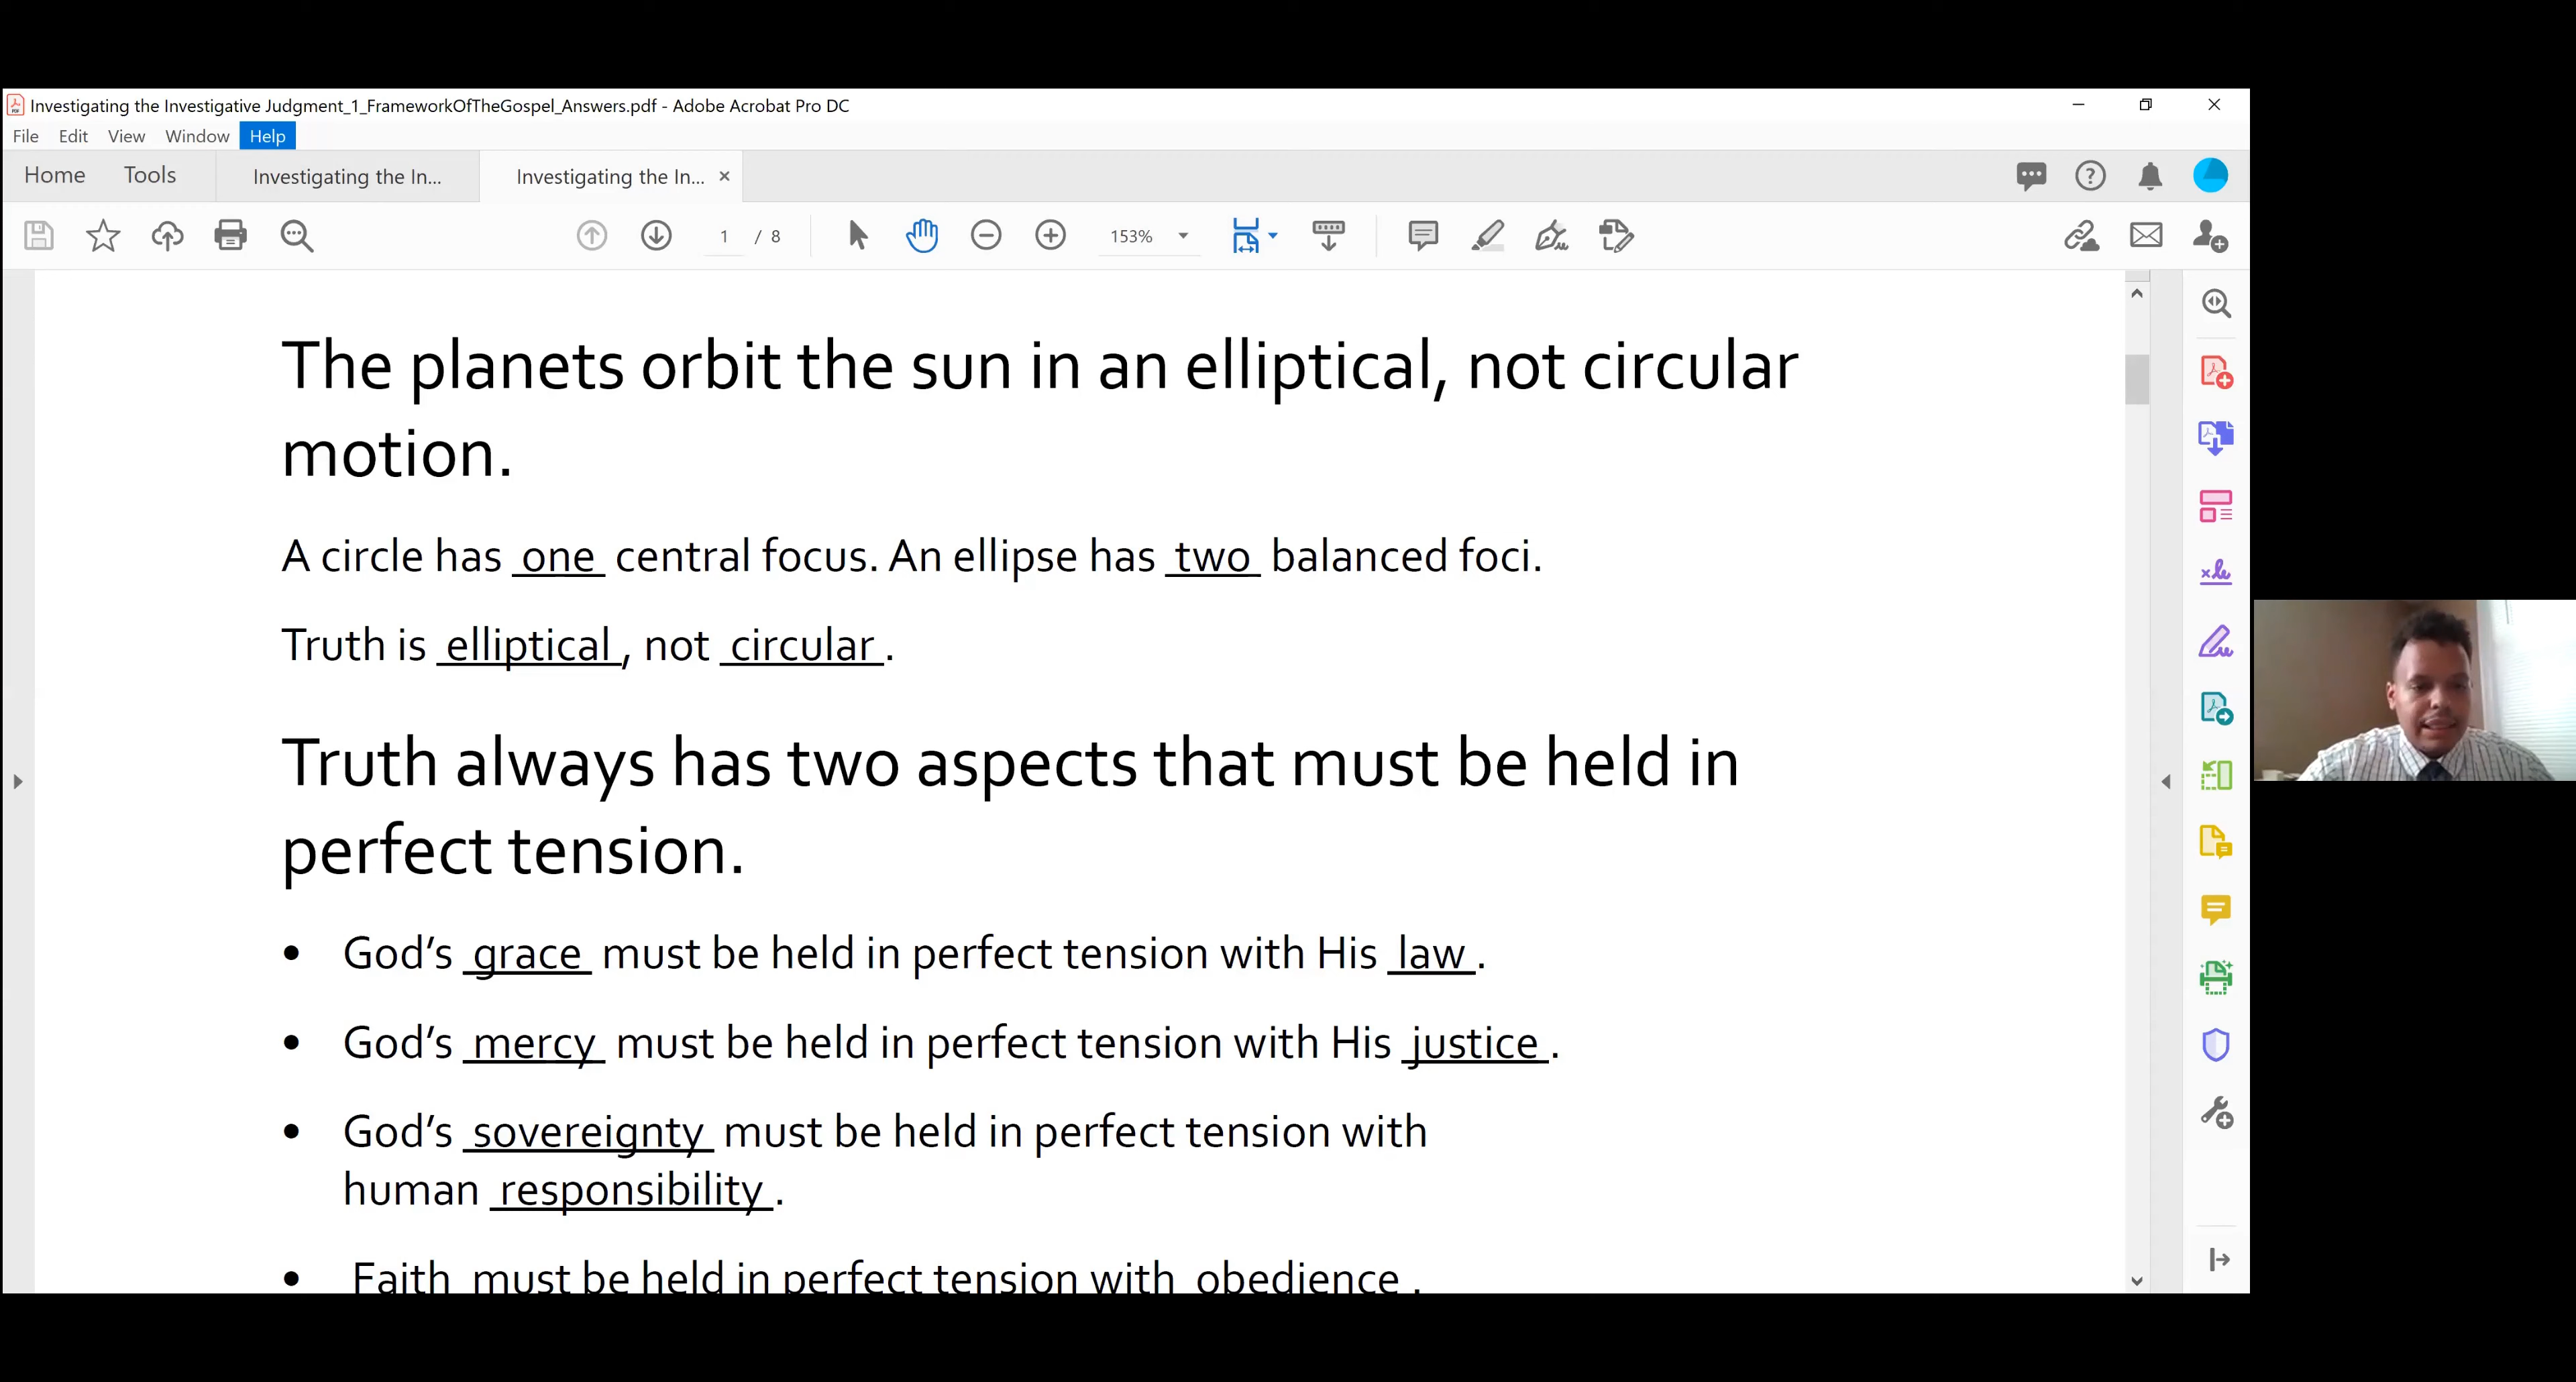 Investigating the Investigative Judgment_1_FrameworkOfTheGospel_Answers.pdf - Adobe Acrobat Pro DC
File Edit View Window Help
Home Tools Investigating the In... Investigating the In... ×
1 / 8 153%
The planets orbit the sun in an elliptical, not circular
motion.
A circle has one central focus. An ellipse has two balanced foci.
Truth is elliptical, not circular.
Truth always has two aspects that must be held in
perfect tension.
• God’s grace must be held in perfect tension with His law.
• God’s mercy must be held in perfect tension with His justice.
• God’s sovereignty must be held in perfect tension with
human responsibility.
• Faith must be held in perfect tension with obedience.